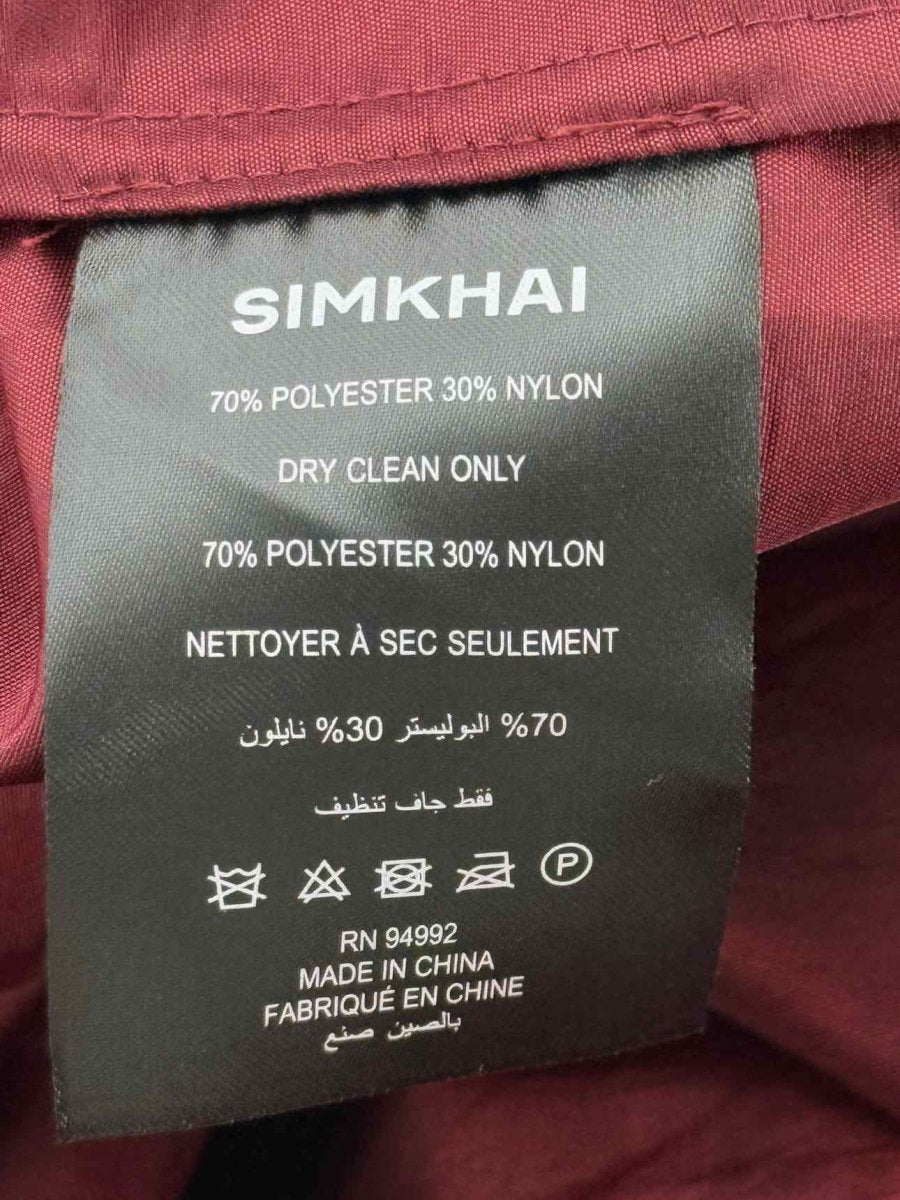 SIMKHAI
70% POLYESTER 30% NYLON
DRY CLEAN ONLY
70% POLYESTER 30% NYLON
NETTOYER À SEC SEULEMENT
%70 البوليستر %30 نايلون
فقط جاف تنظيف
P
RN 94992
MADE IN CHINA
FABRIQUÉ EN CHINE
بالصين صنع